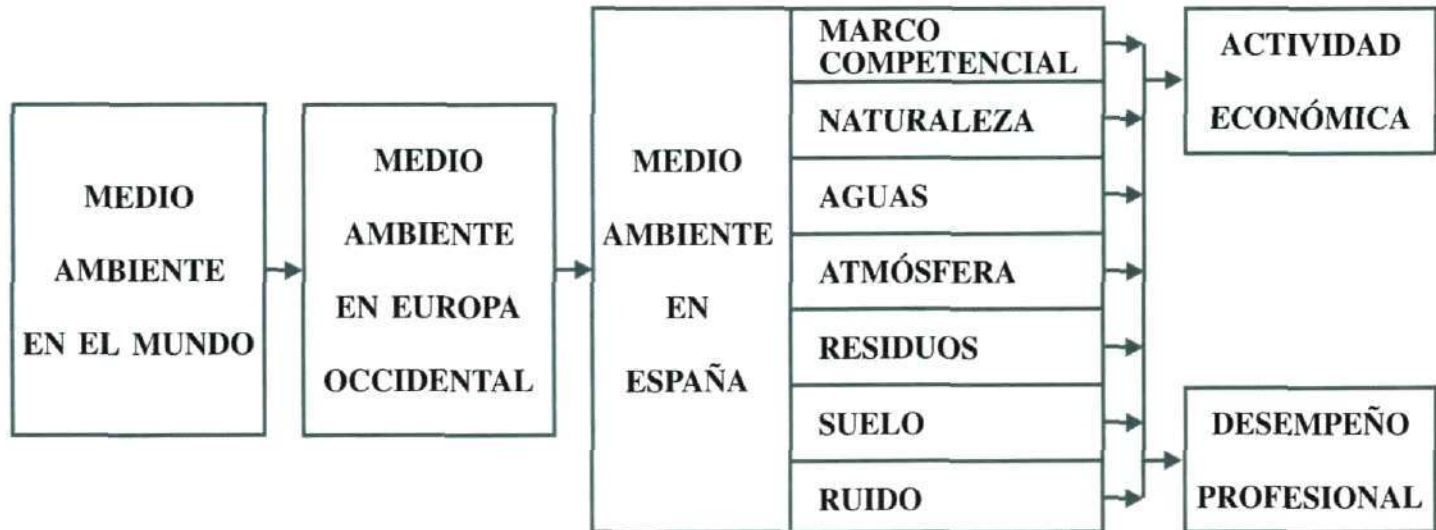 MEDIO
AMBIENTE
EN EL MUNDO
MEDIO
AMBIENTE
EN EUROPA
OCCIDENTAL
MEDIO
AMBIENTE
EN
ESPAÑA
MARCO
COMPETENCIAL
NATURALEZA
AGUAS
ATMÓSFERA
RESIDUOS
SUELO
RUIDO
ACTIVIDAD
ECONÓMICA
DESEMPEÑO
PROFESIONAL